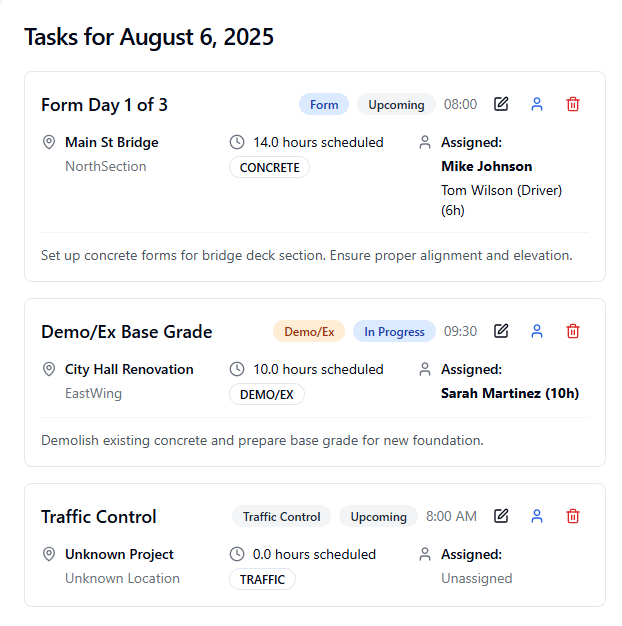 Tasks for August 6, 2025
Form Day 1 of 3
Form
Upcoming
08:00
Main St Bridge
NorthSection
14.0 hours scheduled
CONCRETE
Assigned:
Mike Johnson
Tom Wilson (Driver)
(6h)
Set up concrete forms for bridge deck section. Ensure proper alignment and elevation.
Demo/Ex Base Grade
Demo/Ex
In Progress
09:30
City Hall Renovation
EastWing
10.0 hours scheduled
DEMO/EX
Assigned:
Sarah Martinez (10h)
Demolish existing concrete and prepare base grade for new foundation.
Traffic Control
Traffic Control
Upcoming
8:00 AM
Unknown Project
Unknown Location
0.0 hours scheduled
TRAFFIC
Assigned:
Unassigned